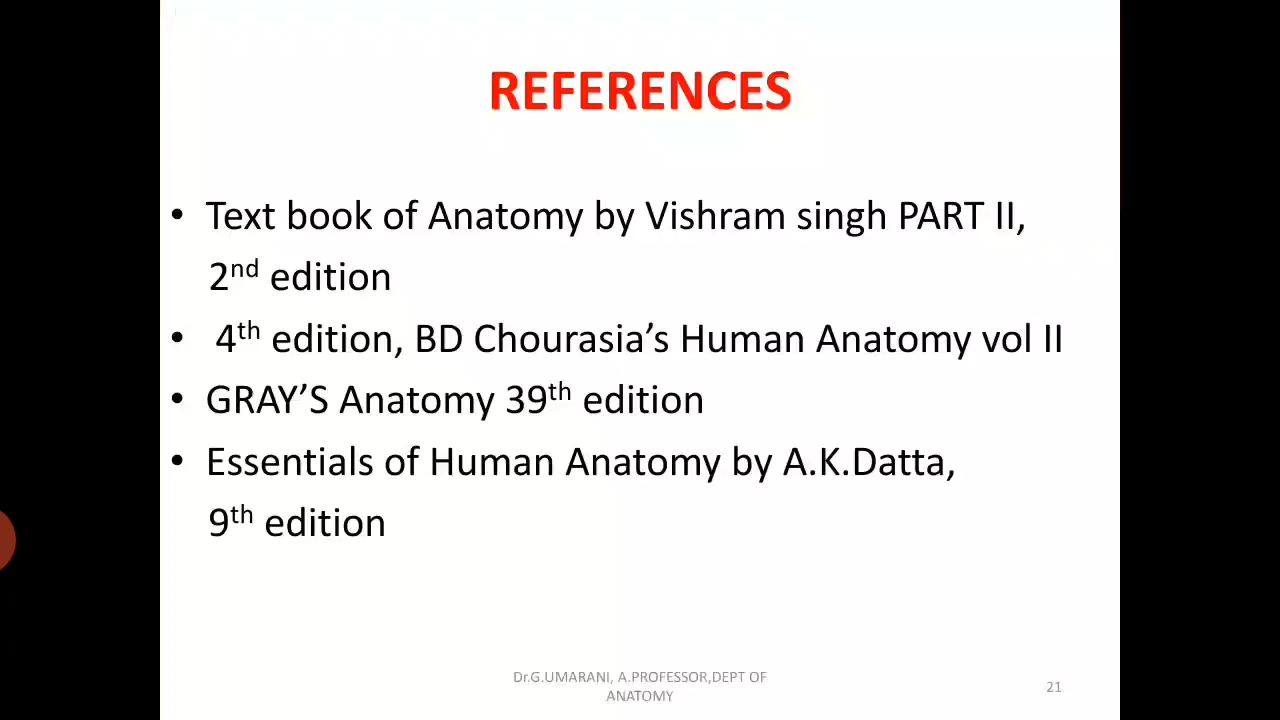 REFERENCES
• Text book of Anatomy by Vishram singh PART II,
2nd edition
• 4th edition, BD Chourasia’s Human Anatomy vol II
• GRAY’S Anatomy 39th edition
• Essentials of Human Anatomy by A.K.Datta,
9th edition
Dr.G.UMARANI, A.PROFESSOR,DEPT OF
ANATOMY
21